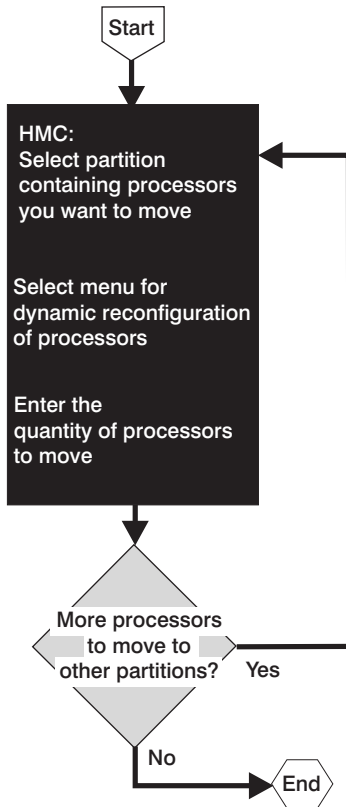 Start
HMC:
Select partition
containing processors
you want to move
Select menu for
dynamic reconfiguration
of processors
Enter the
quantity of processors
to move
More processors
to move to
other partitions?
Yes
No
End